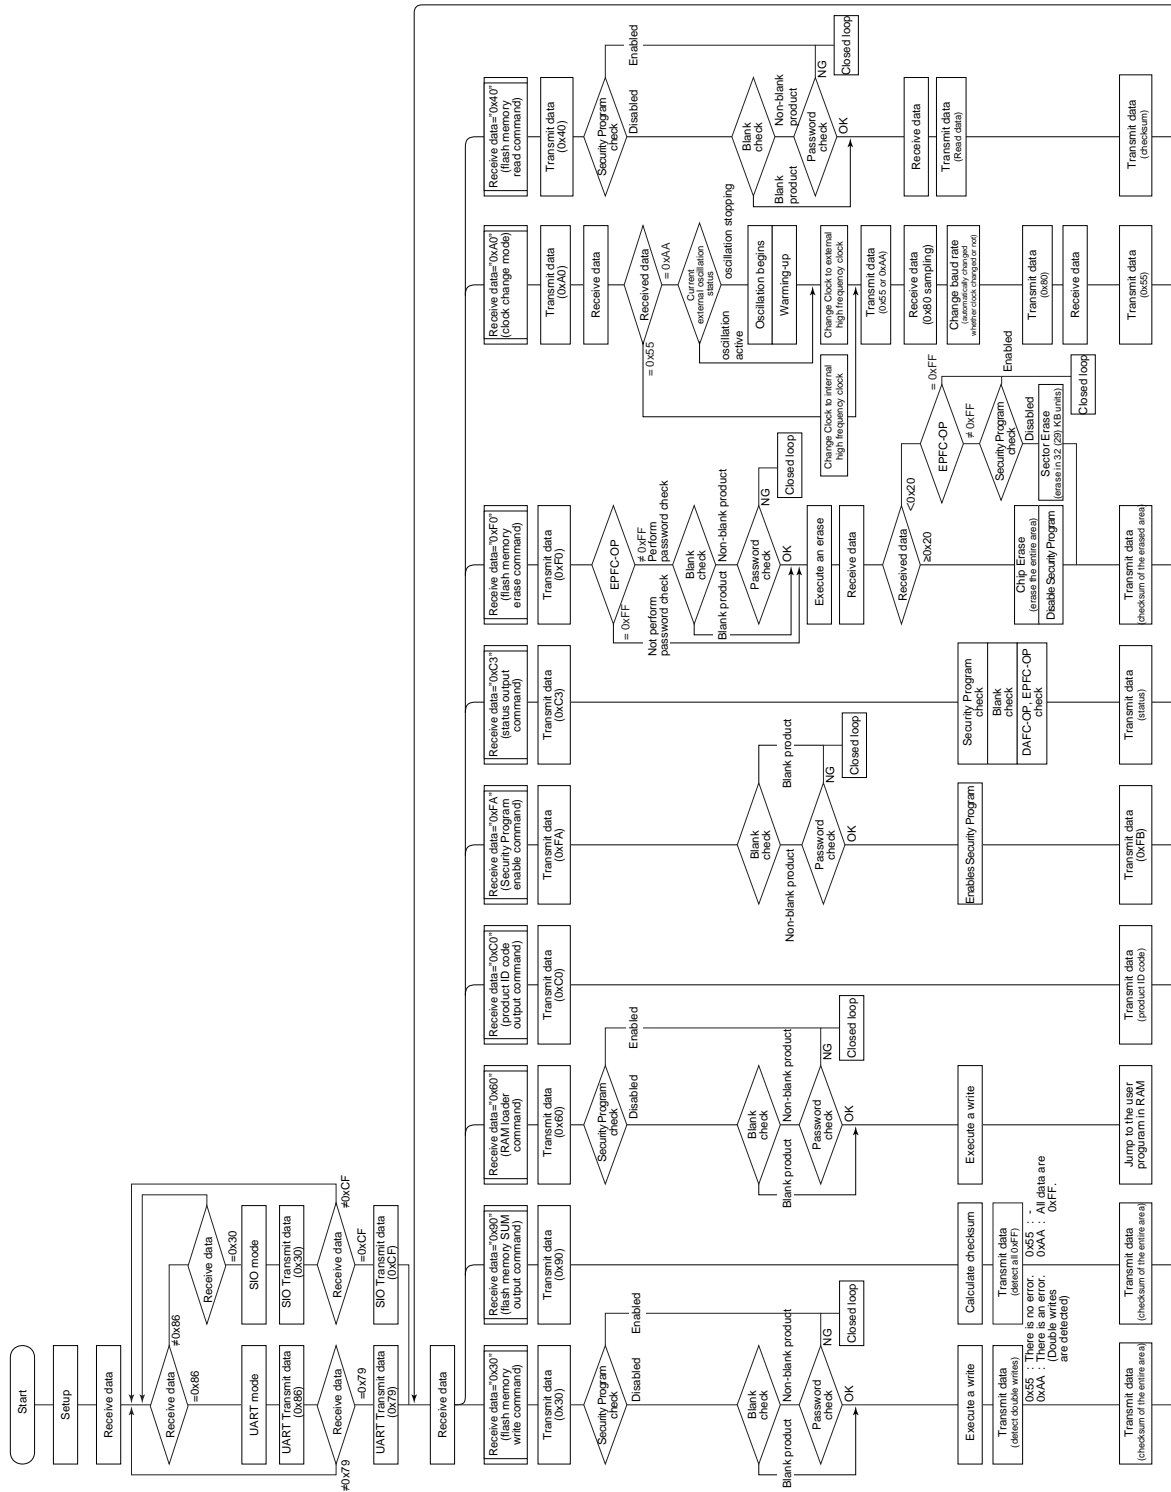 Start
Setup
Receive data
Receive data
≠0x86
=0x86
UART mode
UART Transmit data
(0x86)
Receive data
≠0x79
=0x79
UART Transmit data
(0x79)
Receive data
=0x30
SIO mode
SIO Transmit data
(0x30)
Receive data
≠0xCF
=0xCF
SIO Transmit data
(0xCF)
Receive data
Receive data="0x30"
(flash memory
write command)
Transmit data
(0x30)
Security Program
check
Enabled
Disabled
Blank
check
Blank product
Non-blank product
Password
check
NG
OK
Closed loop
Execute a write
Transmit data
(detect double writes)
0x55 : There is no error.
0xAA : There is an error.
(Double writes
are detected)
Transmit data
(checksum of the entire area)
Receive data="0x90"
(flash memory SUM
output command)
Transmit data
(0x90)
Calculate checksum
Transmit data
(detect all 0xFF)
0x55 : -
0xAA : All data are
0xFF.
Transmit data
(checksum of the entire area)
Receive data="0x60"
(RAM loader
command)
Transmit data
(0x60)
Security Program
check
Enabled
Disabled
Blank
check
Blank product
Non-blank product
Password
check
NG
OK
Closed loop
Execute a write
Jump to the user
proguram in RAM
Receive data="0xC0"
(product ID code
output command)
Transmit data
(0xC0)
Transmit data
(product ID)
Receive data="0xFA"
(Security Program
enable command)
Transmit data
(0xFA)
Blank
check
Blank product
Non-blank product
Password
check
NG
OK
Closed loop
Enables Security Program
Transmit data
(0xFB)
Receive data="0xC3"
(status output
command)
Transmit data
(0xC3)
Security Program
check
Blank
check
DAFC-OP, EPFC-OP
check
Transmit data
(status)
Receive data="0xF0"
(flash memory
erase command)
Transmit data
(0xF0)
EPFC-OP
= 0xFF
≠ 0xFF
Not perform
password check
Perform
password check
Blank
check
Blank product
Non-blank product
Password
check
NG
OK
Closed loop
Execute an erase
Receive data
Received data
<0x20
≥0x20
EPFC-OP
= 0xFF
≠ 0xFF
Security Program
check
Enabled
Disabled
Closed loop
Sector Erase
(erase in 32 (29) KB units)
Chip Erase
(erase the entire area)
Disable Security Program
Transmit data
(checksum of the erased area)
Receive data="0xA0"
(clock change mode)
Transmit data
(0xA0)
Receive data
Received data
= 0x55
= 0xAA
Current
external oscillation
status
oscillation
active
oscillation stopping
Oscillation begins
Warming-up
Change Clock to internal
high frequency clock
Change Clock to external
high frequency clock
Transmit data
(0x55 or 0xAA)
Receive data
(0x80 sampling)
Change baud rate
(automatically changed
whether clock changed or not)
Transmit data
(0x80)
Receive data
Transmit data
(0x55)
Receive data="0x40"
(flash memory
read command)
Transmit data
(0x40)
Security Program
check
Enabled
Disabled
Blank
check
Blank
product
Non-blank
product
Password
check
NG
OK
Closed loop
Receive data
Transmit data
(Read data)
Transmit data
(checksum)